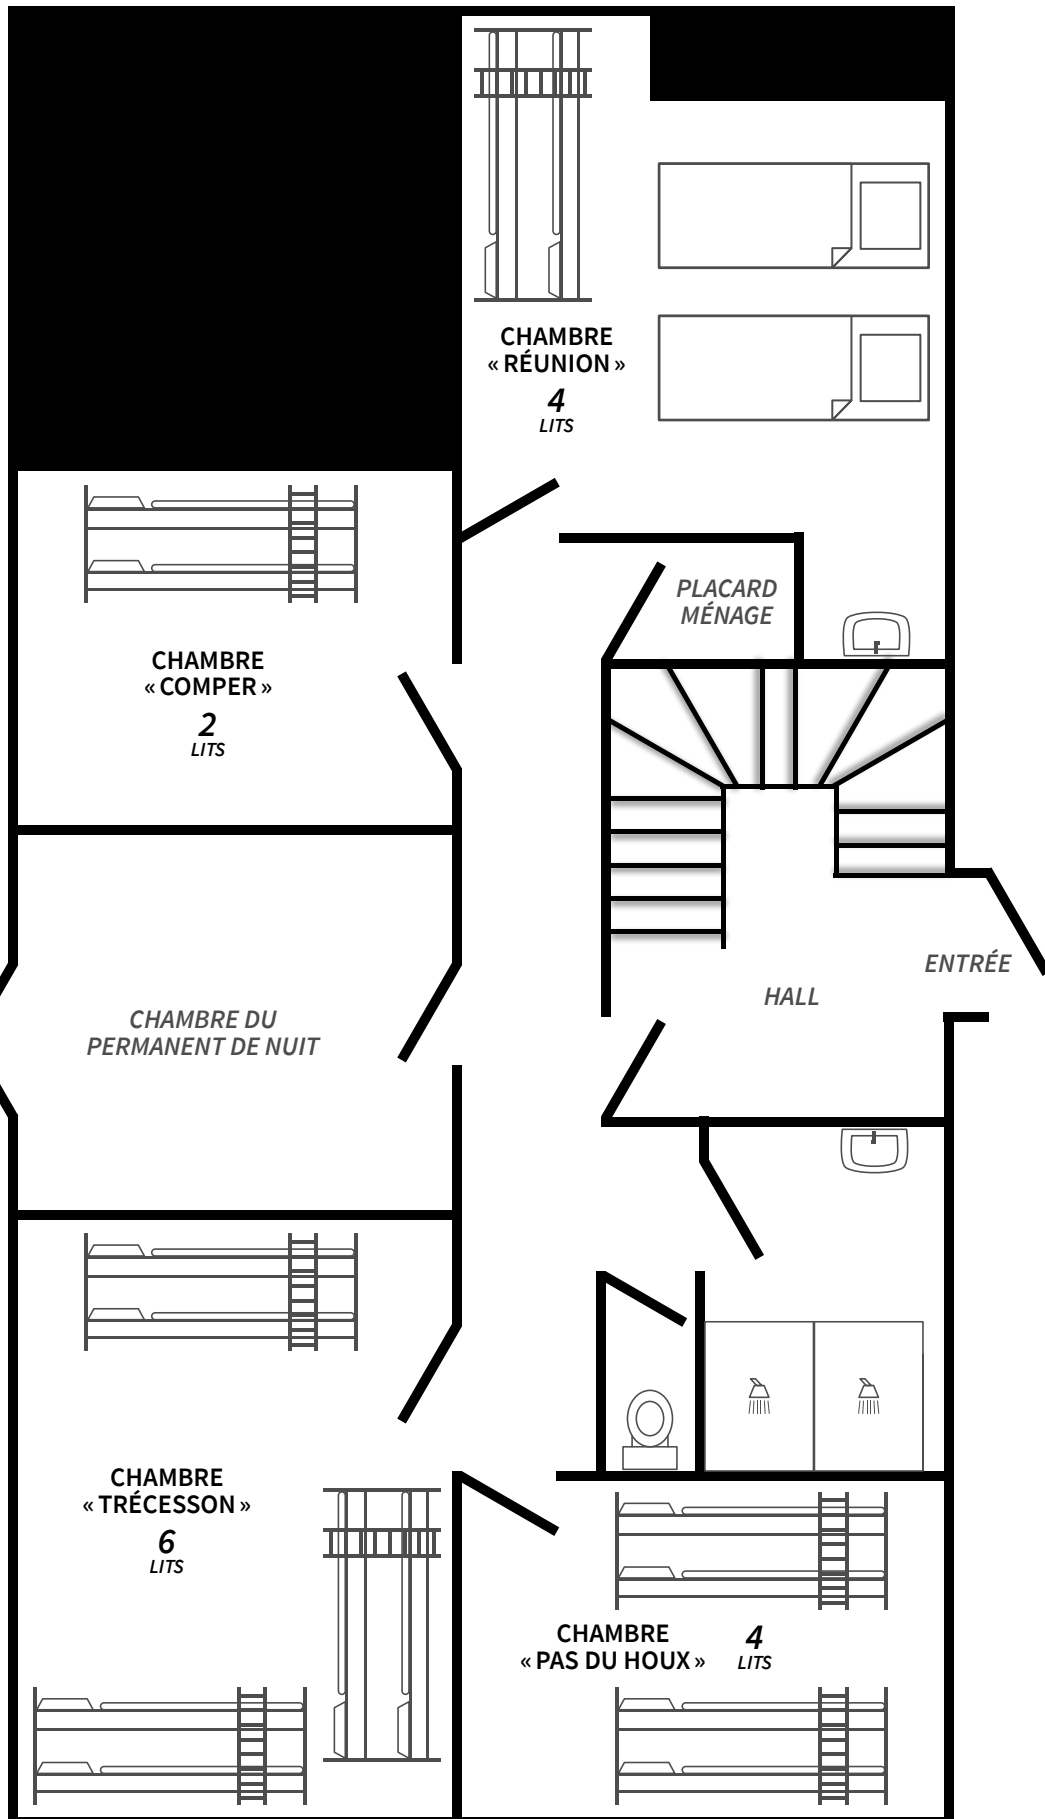 CHAMBRE
« RÉUNION »
4
LITS
PLACARD
MÉNAGE
CHAMBRE
« COMPER »
2
LITS
ENTRÉE
HALL
CHAMBRE DU
PERMANENT DE NUIT
CHAMBRE
« TRÉCESSON »
6
LITS
CHAMBRE
« PAS DU HOUX »
4
LITS